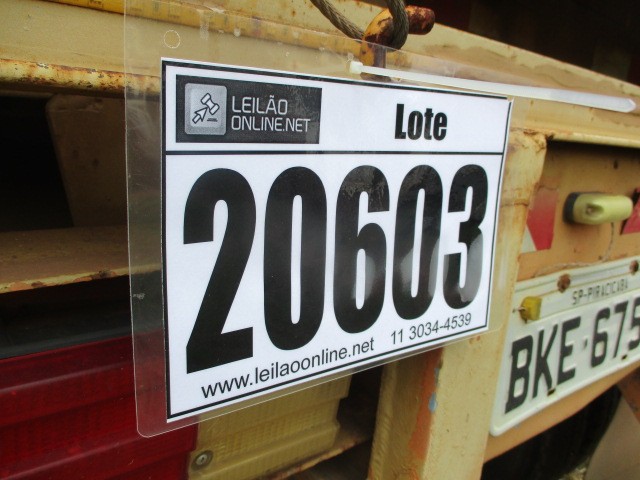 LEILÃO
ONLINE.NET
Lote
20603
www.leilaoonline.net 11 3034-4539
SP-PIRACICABA
BKE-675